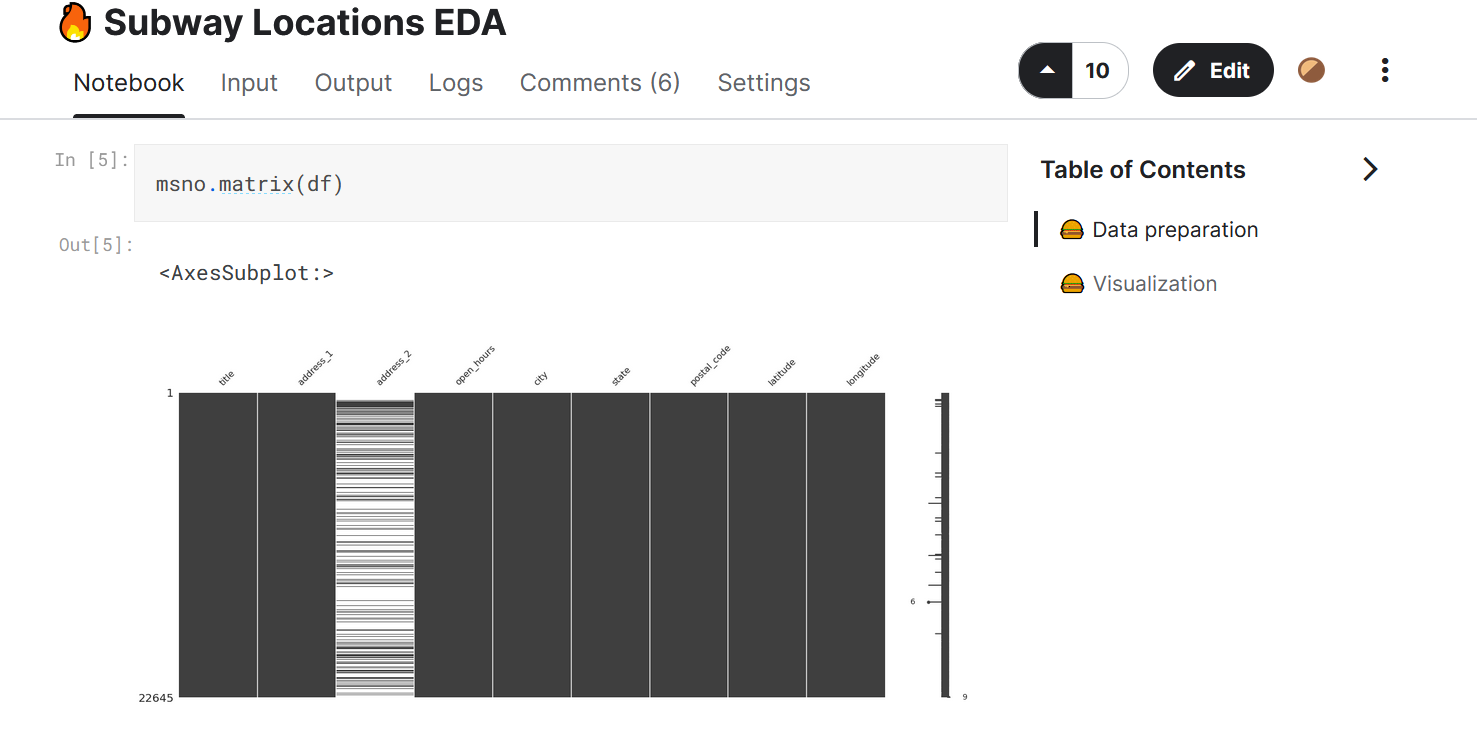 🔥 Subway Locations EDA
Notebook Input Output Logs Comments (6) Settings
10 Edit
In [5]:
msno.matrix(df)
Out[5]:
<AxesSubplot:>
Table of Contents
🍔 Data preparation
🍔 Visualization
title address_1 address_2 open_hours city state postal_code latitude longitude
1
6
22645
9